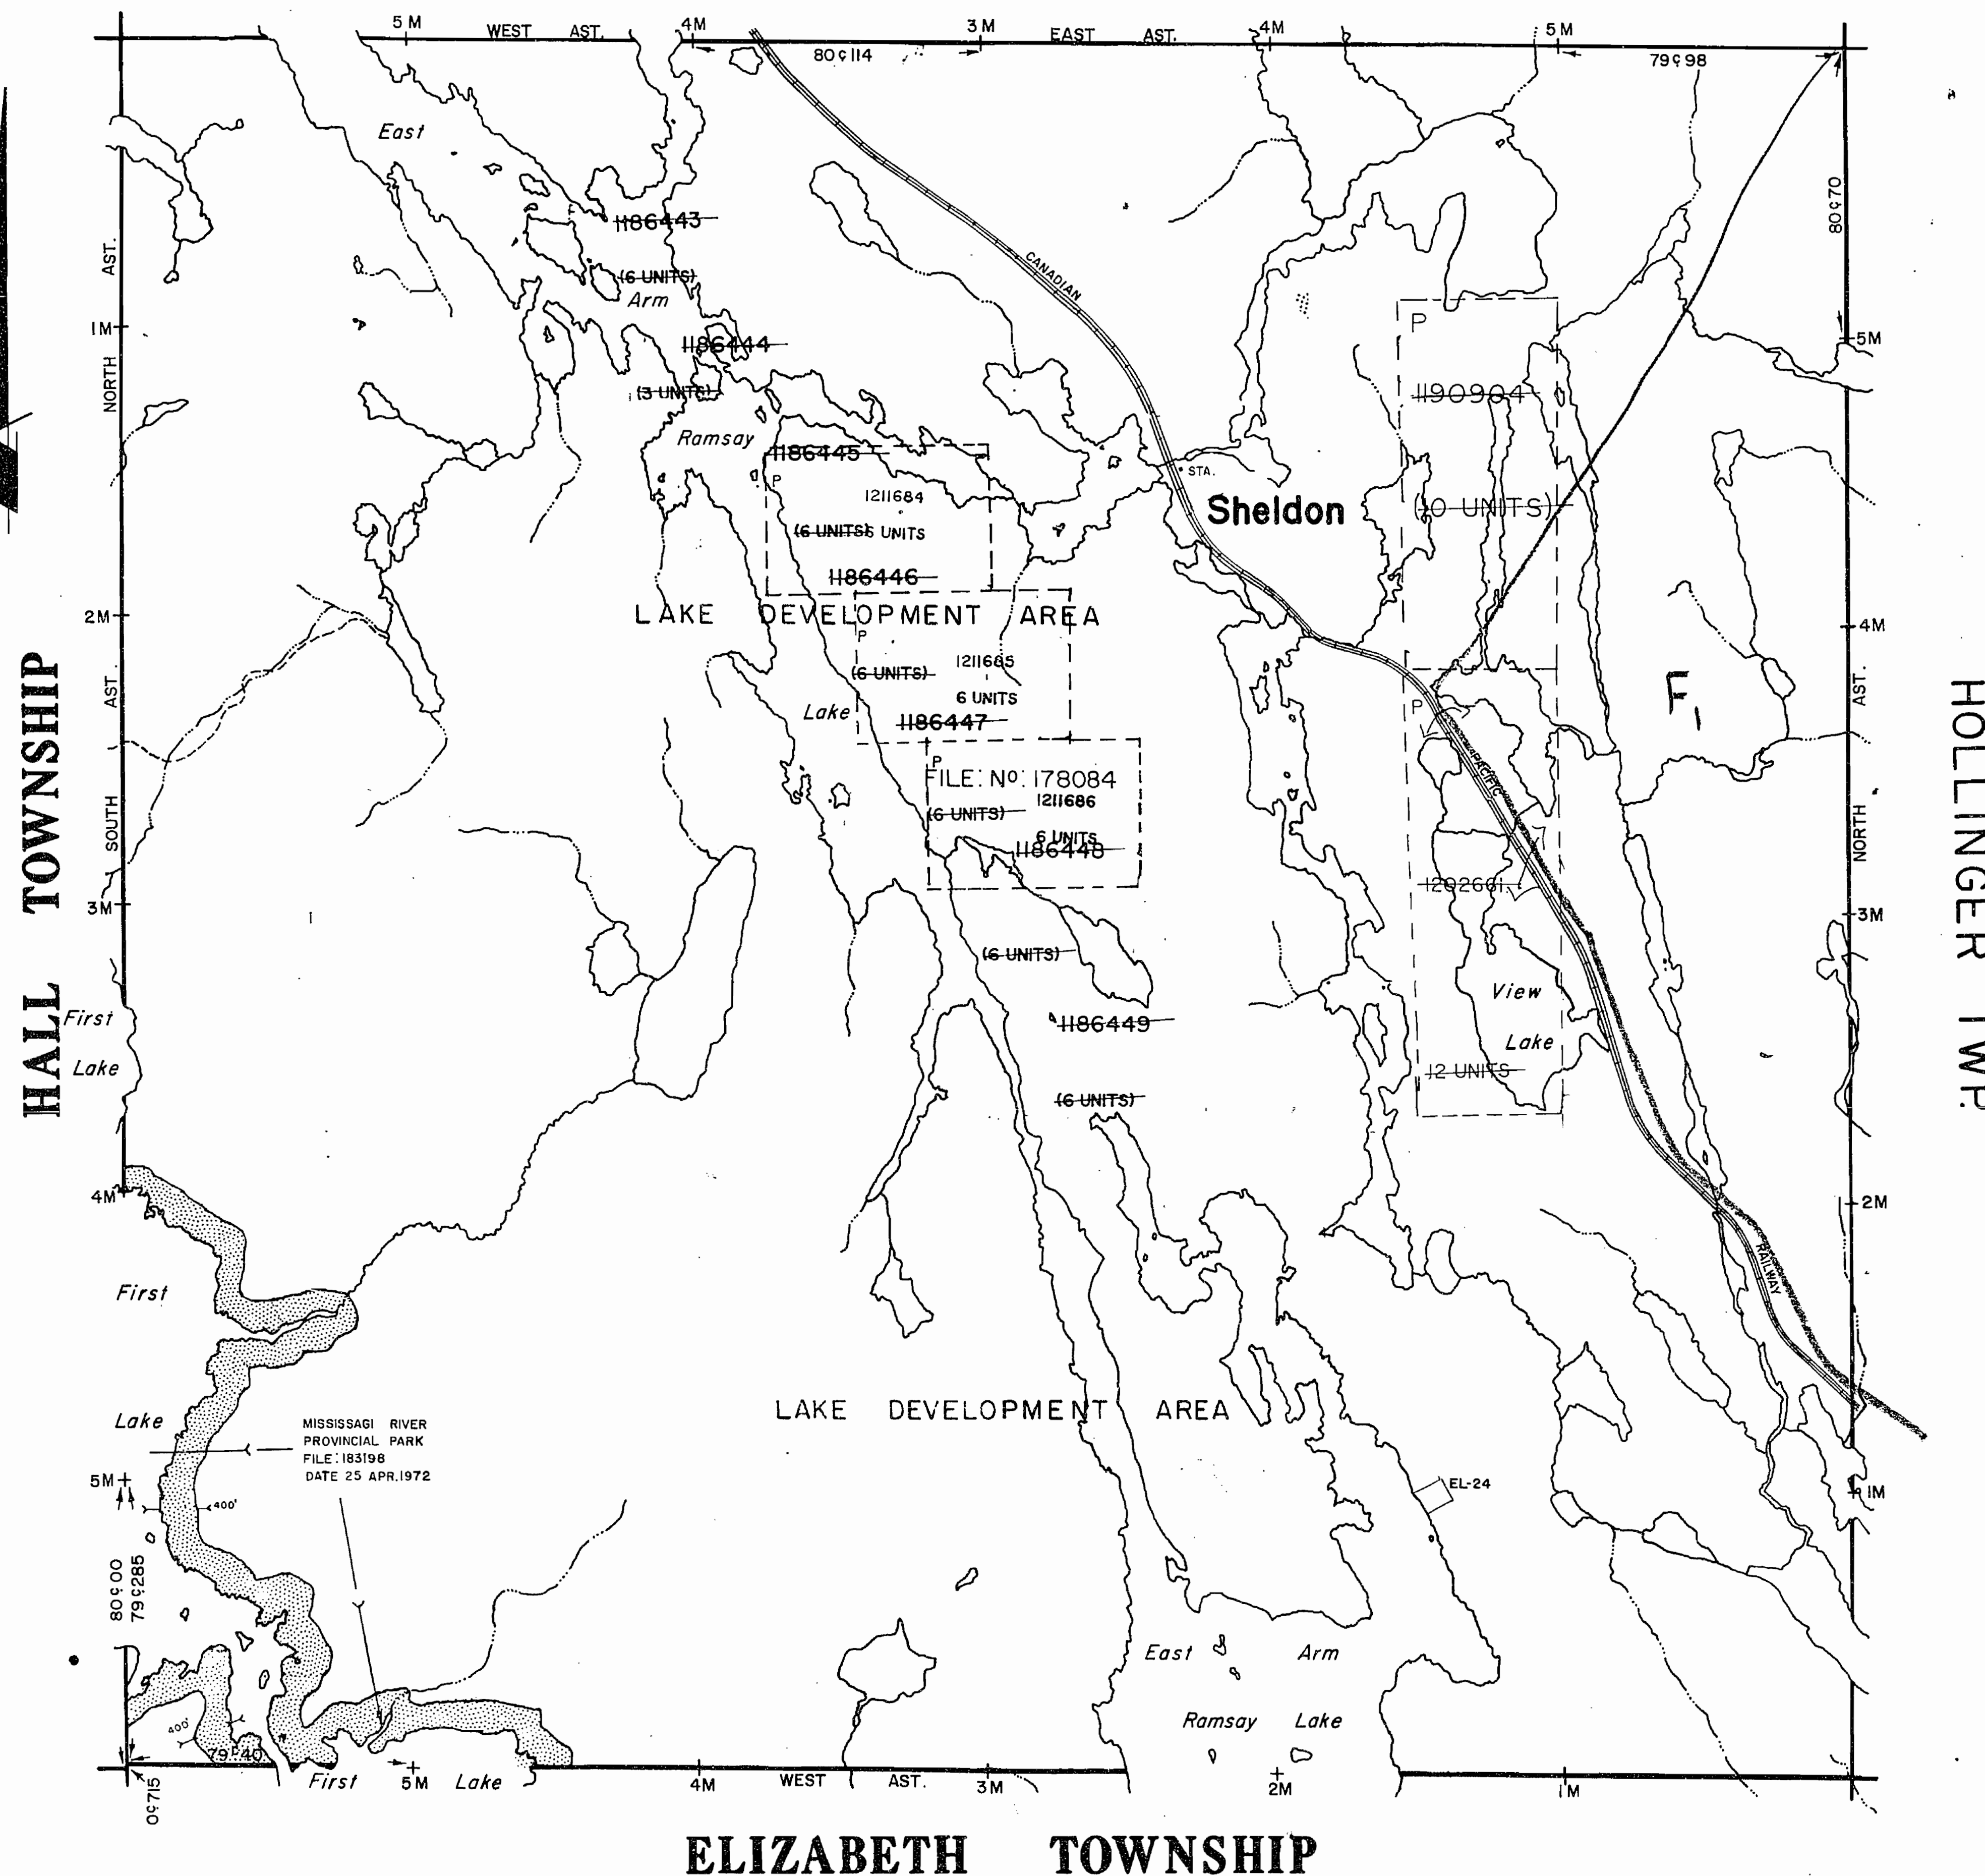 5 M
WEST AST.
4M
3 M
EAST AST.
4M
5 M
80¢114
79¢98
East
80¢70
1186443
(6 UNITS)
Arm
CANADIAN
AST.
1M
NORTH
1186444
P
5M
(3 UNITS)
1190904
Ramsay
1186445
P
STA.
1211684
Sheldon
(10 UNITS)
(6 UNITS)
6 UNITS
1186446
2M
LAKE DEVELOPMENT AREA
4M
P
1211685
(6 UNITS)
6 UNITS
AST
AST.
F1
Lake
1186447
P
HALL TOWNSHIP
HOLLINGER TWP.
P
PACIFIC
FILE: No: 178084
1211686
(6 UNITS)
SOUTH
NORTH
6 UNITS
1186448
1202661
3M
3M
(6 UNITS)
View
First
1186449
Lake
Lake
12 UNITS
(6 UNITS)
4M
2M
RAILWAY
First
LAKE DEVELOPMENT AREA
Lake
MISSISSAGI RIVER
PROVINCIAL PARK
FILE: 183198
DATE 25 APR. 1972
5M
EL-24
1M
400'
80¢00
79¢285
East Arm
Ramsay Lake
400'
First
5M
Lake
4M
WEST AST.
3M
2M
1M
0¢715
ELIZABETH TOWNSHIP